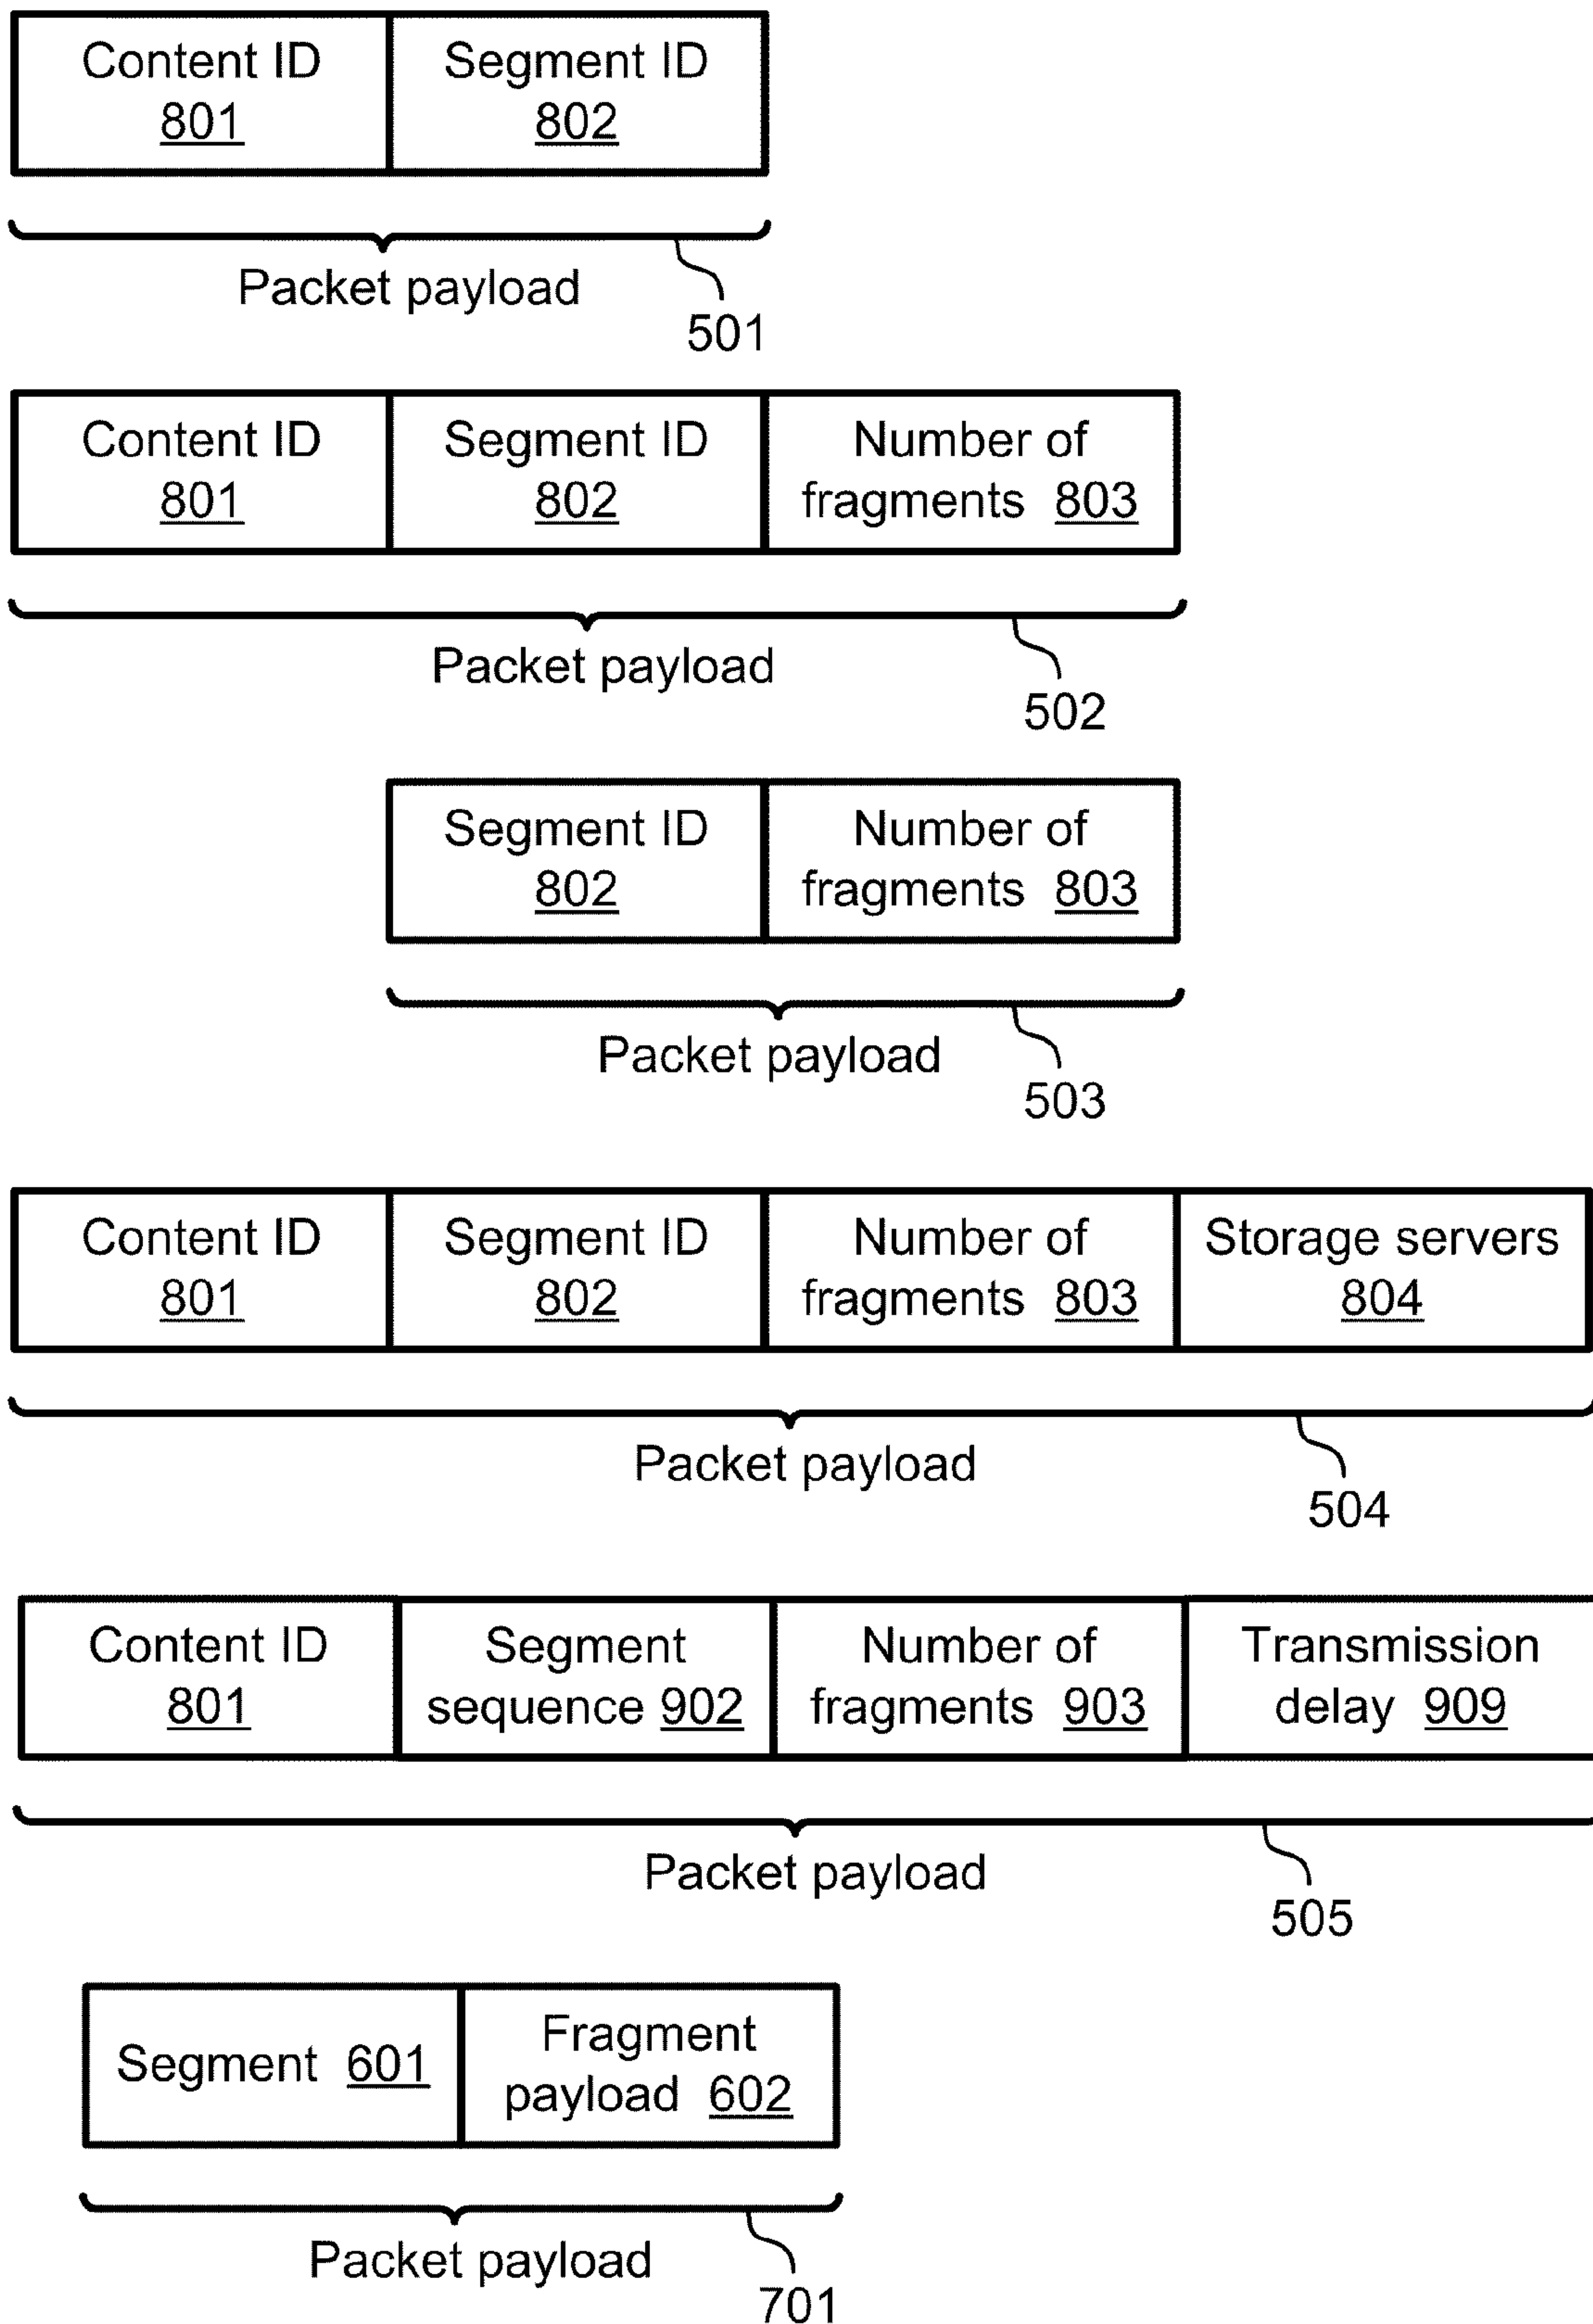 Content ID Segment ID
801 802
Packet payload
501
Content ID Segment ID Number of
801 802 fragments 803
Packet payload
502
Segment ID Number of
802 fragments 803
Packet payload
503
Content ID Segment ID Number of Storage servers
801 802 fragments 803 804
Packet payload
504
Content ID Segment Number of Transmission
801 sequence 902 fragments 903 delay 909
Packet payload
505
Segment 601 Fragment
payload 602
Packet payload
701